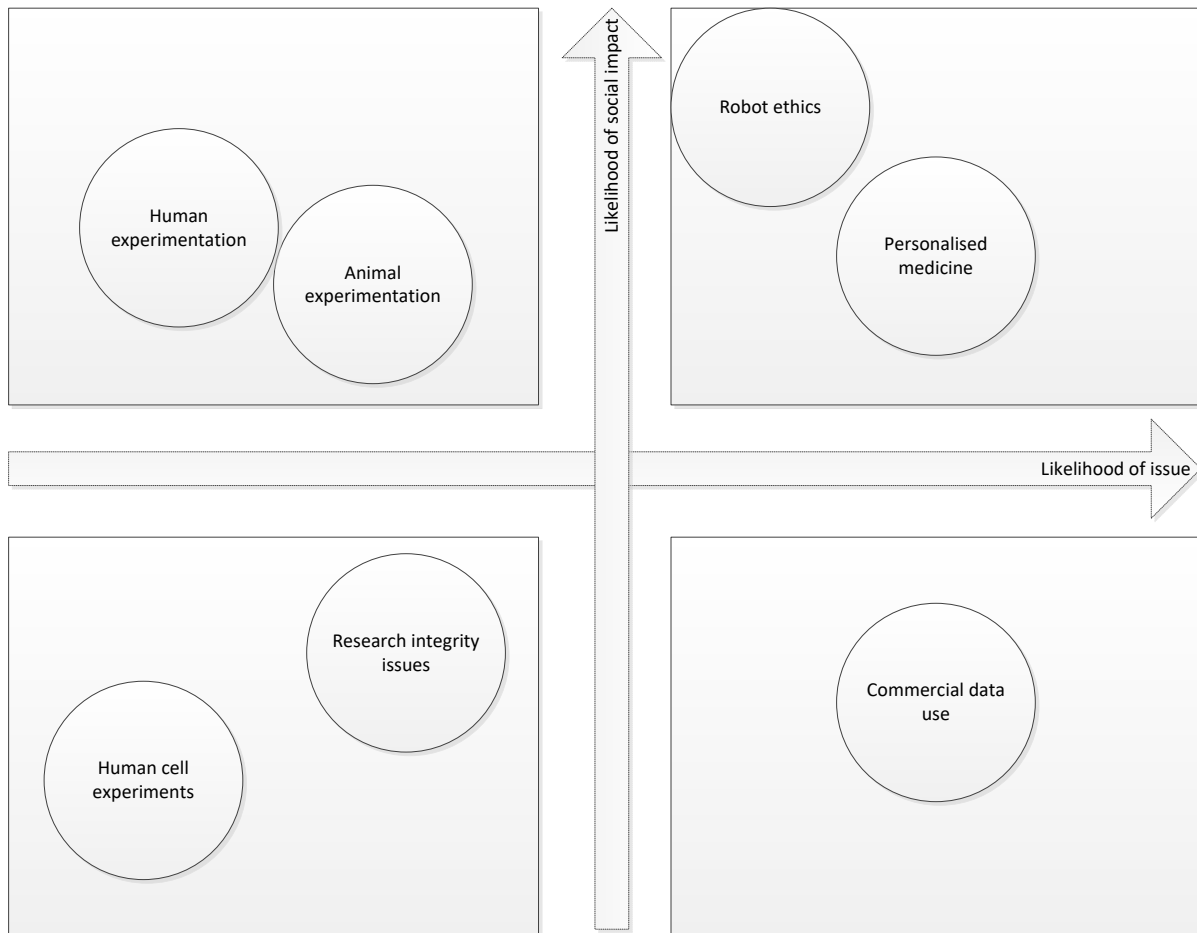 Likelihood of social impact
Robot ethics
Human
experimentation
Animal
experimentation
Personalised
medicine
Likelihood of issue
Research integrity
issues
Human cell
experiments
Commercial data
use